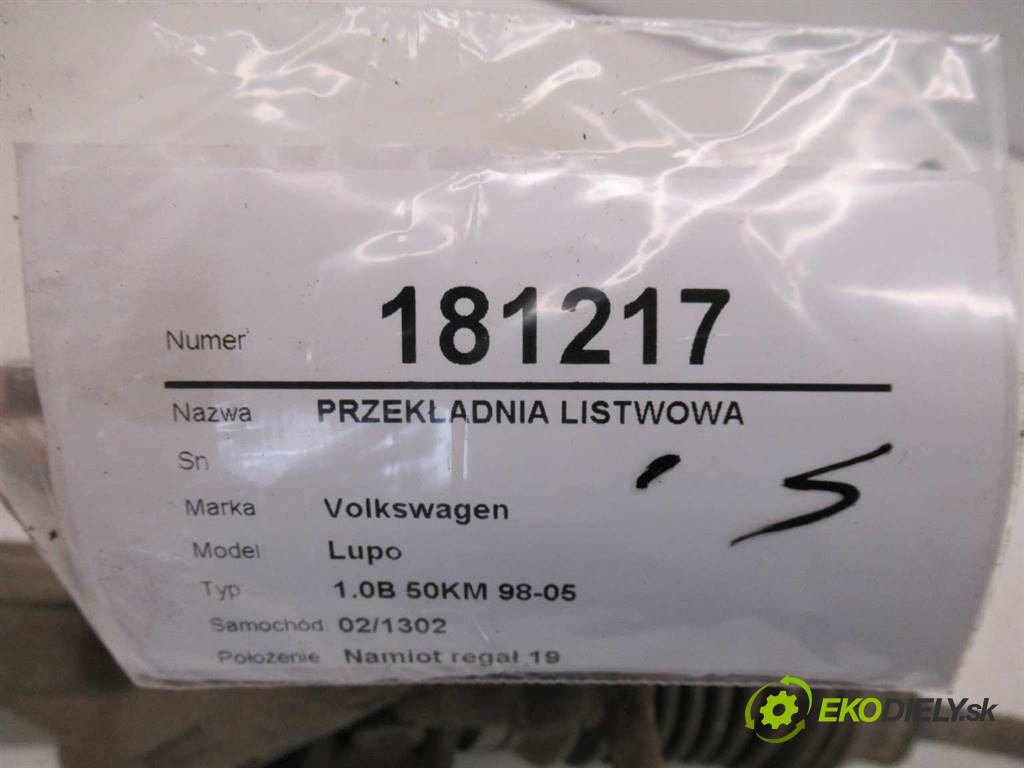 Numer 181217
Nazwa PRZEKŁADNIA LISTWOWA
Sn
Marka Volkswagen
Model Lupo
Typ 1.0B 50KM 98-05
Samochód 02/1302
Położenie Namiot regał 19
S
EKODIELY.sk